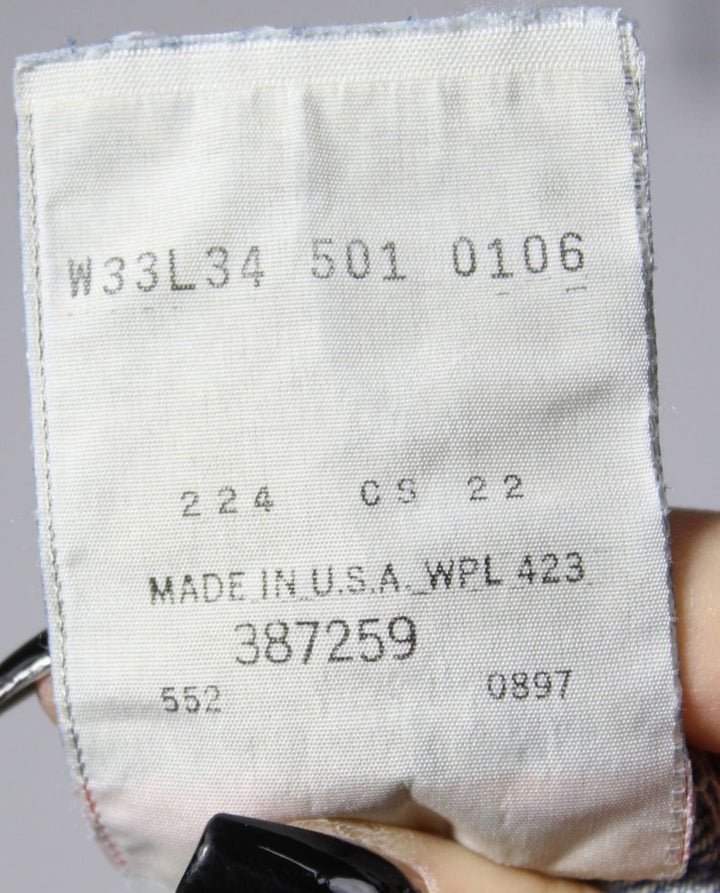 W33L34 501 0106
224 CS 22
MADE IN U.S.A. WPL 423
387259
552 0897